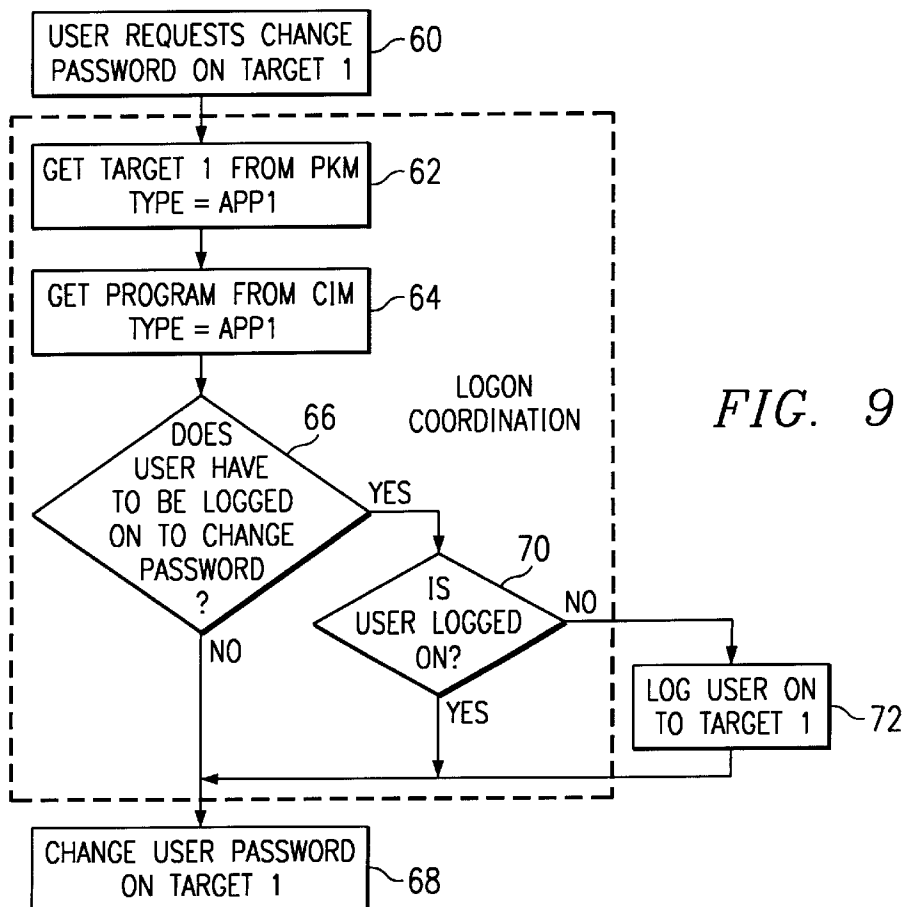 USER REQUESTS CHANGE
PASSWORD ON TARGET 1
60
GET TARGET 1 FROM PKM
TYPE = APP1
62
GET PROGRAM FROM CIM
TYPE = APP1
64
LOGON
COORDINATION
FIG. 9
DOES
USER HAVE
TO BE LOGGED
ON TO CHANGE
PASSWORD
?
66
YES
NO
70
IS
USER LOGGED
ON?
NO
YES
LOG USER ON
TO TARGET 1
72
CHANGE USER PASSWORD
ON TARGET 1
68